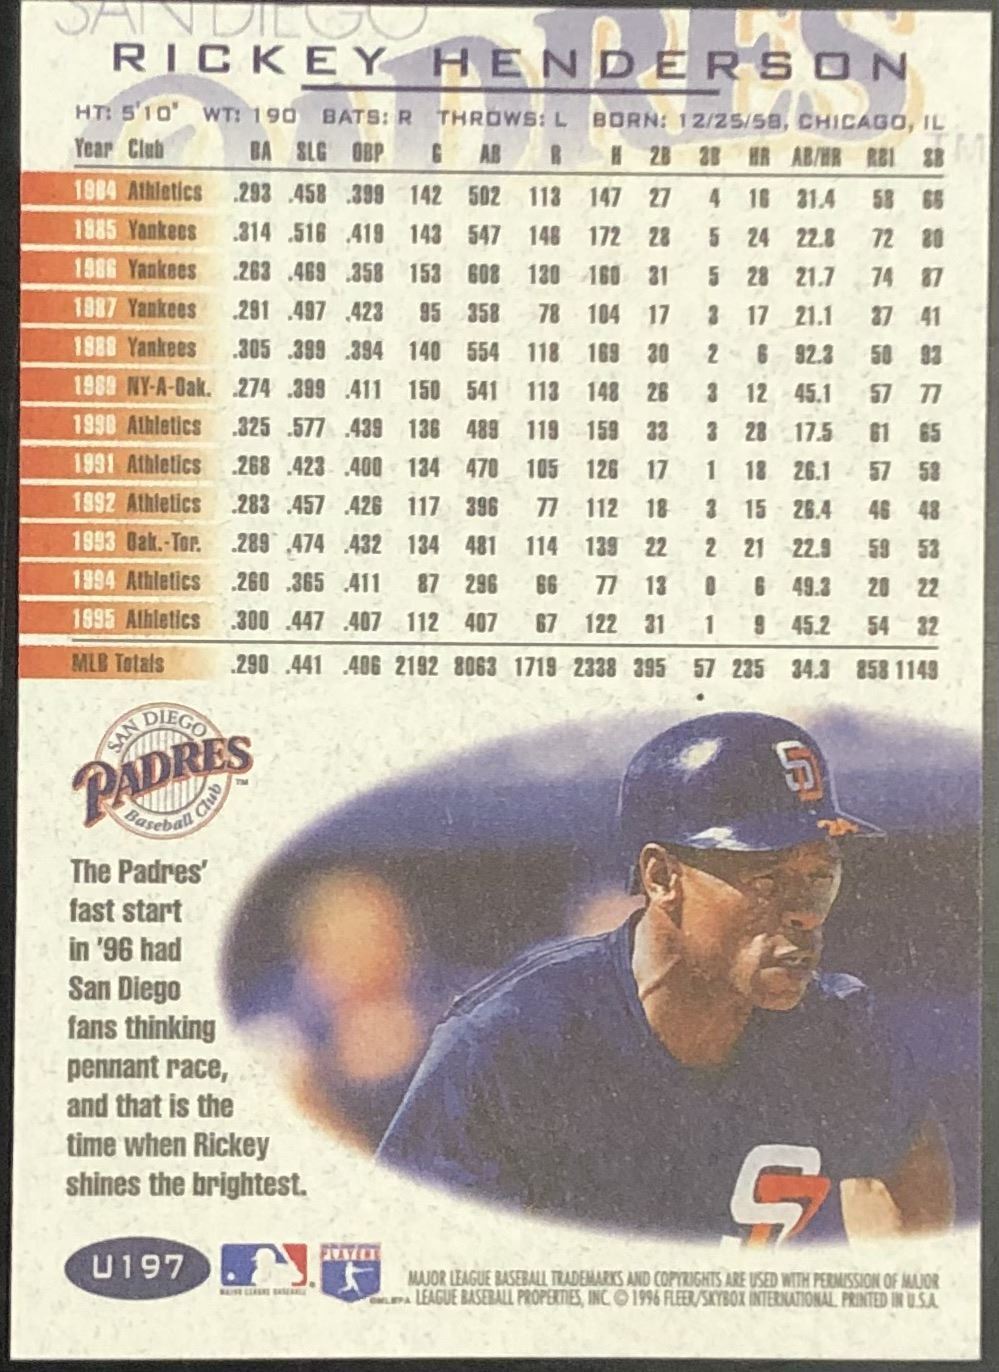 SAN DIEGO
PADRES
RICKEY HENDERSON
HT: 5'10" WT: 190 BATS: R THROWS: L BORN: 12/25/58, CHICAGO, IL
Year Club BA SLG OBP G AB R H 2B 3B HR AB/HR RBI SB
1984 Athletics .293 .458 .399 142 502 113 147 27 4 16 31.4 58 66
1985 Yankees .314 .516 .419 143 547 146 172 28 5 24 22.8 72 80
1986 Yankees .263 .469 .358 153 608 130 160 31 5 28 21.7 74 87
1987 Yankees .291 .497 .423 95 358 78 104 17 3 17 21.1 37 41
1988 Yankees .305 .399 .394 140 554 118 169 30 2 6 92.3 50 93
1989 NY-A-Oak. .274 .399 .411 150 541 113 148 26 3 12 45.1 57 77
1990 Athletics .325 .577 .439 136 489 119 159 33 3 28 17.5 61 65
1991 Athletics .268 .423 .400 134 470 105 126 17 1 18 26.1 57 58
1992 Athletics .283 .457 .426 117 396 77 112 18 3 15 26.4 46 48
1993 Oak.-Tor. .289 .474 .432 134 481 114 139 22 2 21 22.9 59 53
1994 Athletics .260 .365 .411 87 296 66 77 13 0 6 49.3 20 22
1995 Athletics .300 .447 .407 112 407 67 122 31 1 9 45.2 54 32
MLB Totals .290 .441 .406 2192 8063 1719 2338 395 57 235 34.3 858 1149
SAN DIEGO
PADRES
Baseball Club
SD
The Padres'
fast start
in '96 had
San Diego
fans thinking
pennant race,
and that is the
time when Rickey
shines the brightest.
U197
MAJOR LEAGUE BASEBALL
PLAYERS
©MLBPA
MAJOR LEAGUE BASEBALL TRADEMARKS AND COPYRIGHTS ARE USED WITH PERMISSION OF MAJOR
LEAGUE BASEBALL PROPERTIES, INC. © 1996 FLEER/SKYBOX INTERNATIONAL. PRINTED IN U.S.A.